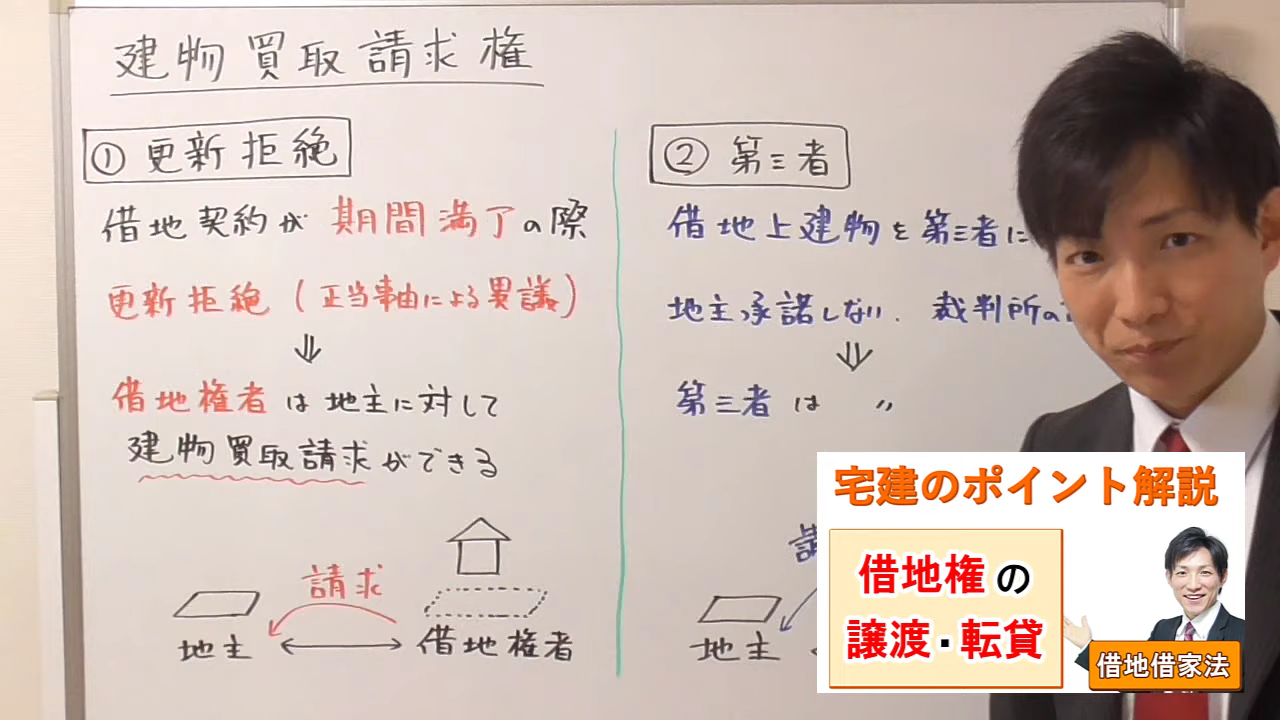 建物買取請求権
① 更新拒絶
借地契約が期間満了の際
更新拒絶(正当事由による異議)
⇓
借地権者は地主に対して
建物買取請求ができる
請求
地主
借地権者
② 第三者
借地上建物を第三者に
地主承諾しない. 裁判所の
⇓
第三者は 〃
地主
宅建のポイント解説
借地権の
譲渡・転貸
借地借家法